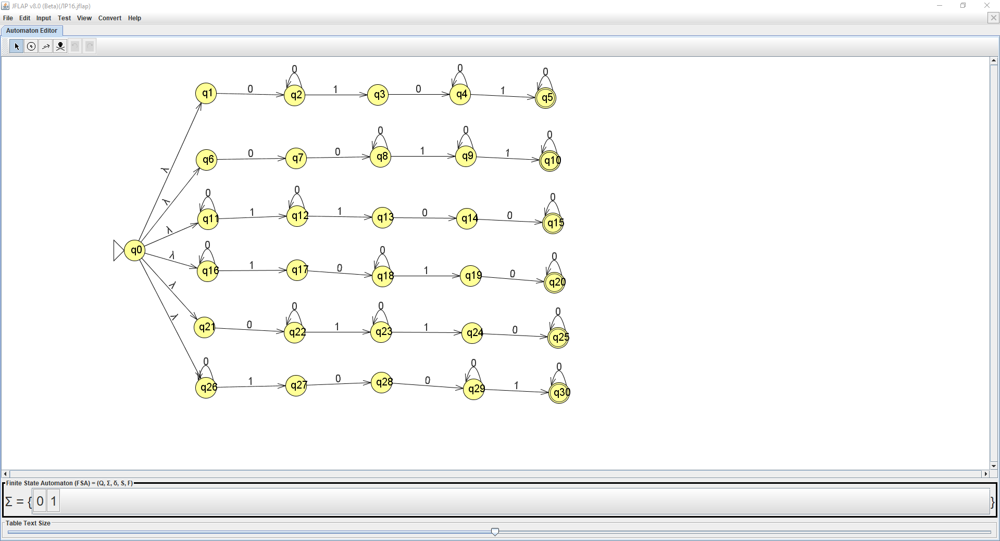 JFLAP v8.0 (Beta)(ЛР16.jflap)
File Edit Input Test View Convert Help
Automaton Editor
0 0 0
q1 0 q2 1 q3 0 q4 1 q5
0 0 0
q6 0 q7 0 q8 1 q9 1 q10
λ
λ
0 0 0
q11 1 q12 1 q13 0 q14 0 q15
λ
q0
0 0 0
λ q16 1 q17 0 q18 1 q19 0 q20
λ
0 0 0
q21 0 q22 1 q23 1 q24 0 q25
λ
0 0 0
q26 1 q27 0 q28 0 q29 1 q30
Finite State Automaton (FSA) = (Q, Σ, δ, S, F)
Σ = { 0 1 }
Table Text Size